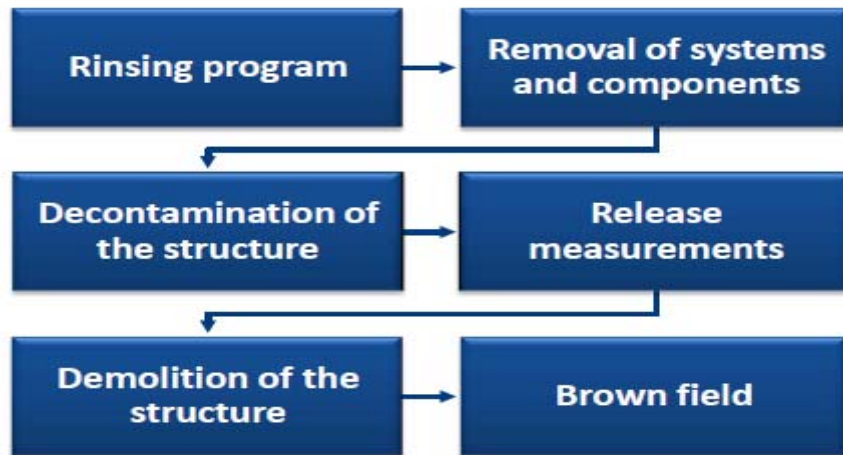 Rinsing program
Removal of systems
and components
Decontamination of
the structure
Release
measurements
Demolition of the
structure
Brown field